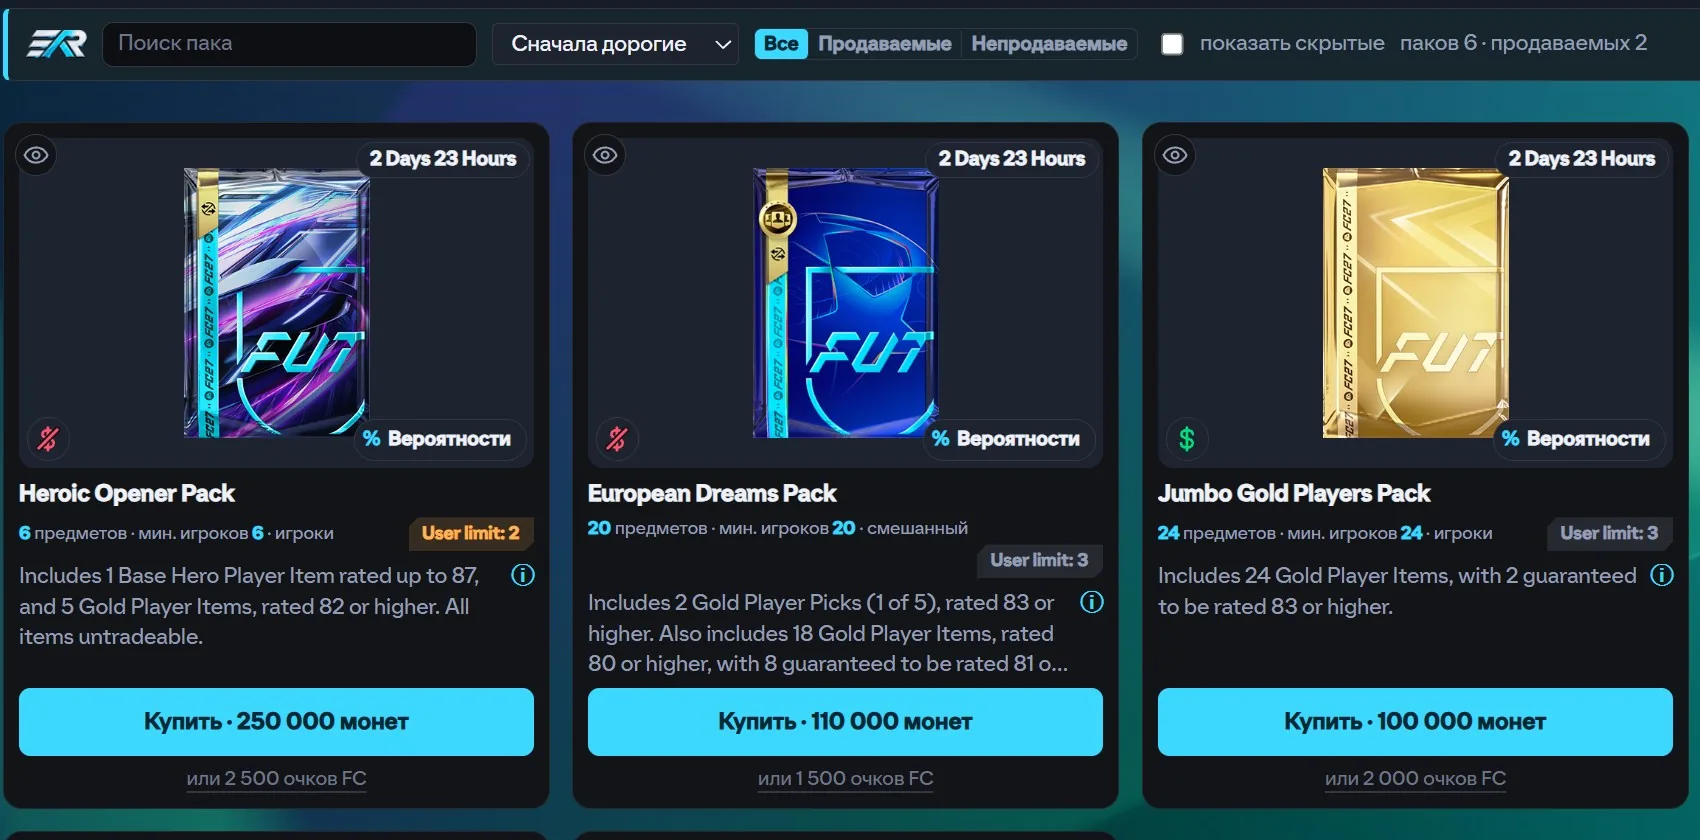 EXR
Поиск пака
Сначала дорогие
Все
Продаваемые
Непродаваемые
показать скрытые
паков 6 · продаваемых 2
2 Days 23 Hours
FC27
FUT
% Вероятности
Heroic Opener Pack
6 предметов · мин. игроков 6 · игроки
User limit: 2
Includes 1 Base Hero Player Item rated up to 87,
and 5 Gold Player Items, rated 82 or higher. All
items untradeable.
Купить · 250 000 монет
или 2 500 очков FC
2 Days 23 Hours
FC27
FUT
% Вероятности
European Dreams Pack
20 предметов · мин. игроков 20 · смешанный
User limit: 3
Includes 2 Gold Player Picks (1 of 5), rated 83 or
higher. Also includes 18 Gold Player Items, rated
80 or higher, with 8 guaranteed to be rated 81 o...
Купить · 110 000 монет
или 1 500 очков FC
2 Days 23 Hours
FC27
FUT
% Вероятности
Jumbo Gold Players Pack
24 предметов · мин. игроков 24 · игроки
User limit: 3
Includes 24 Gold Player Items, with 2 guaranteed
to be rated 83 or higher.
Купить · 100 000 монет
или 2 000 очков FC